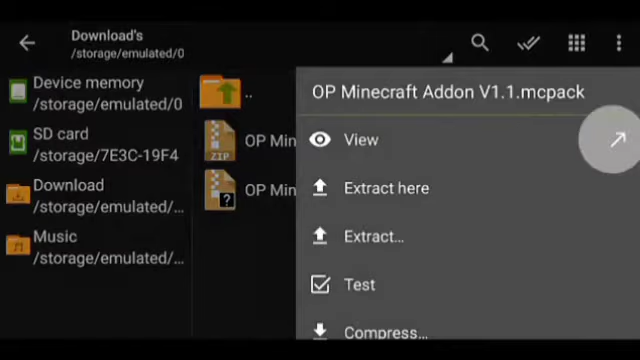 Download's
/storage/emulated/0
Device memory
/storage/emulated/0
SD card
/storage/7E3C-19F4
Download
/storage/emulated/...
Music
/storage/emulated/...
..
ZIP
OP Min
?
OP Min
OP Minecraft Addon V1.1.mcpack
View
Extract here
Extract...
Test
Compress...